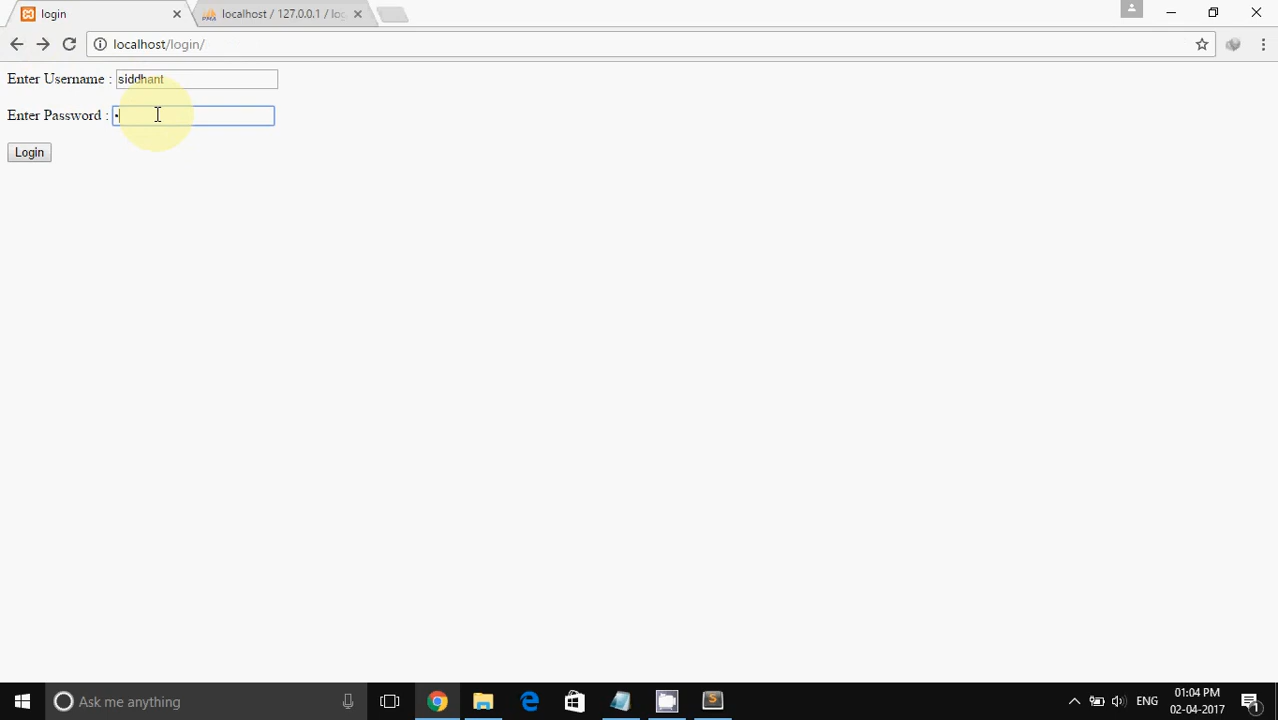 login
localhost / 127.0.0.1 / log
localhost/login/
Enter Username : siddhant
Enter Password : •
Login
Ask me anything
ENG
01:04 PM
02-04-2017